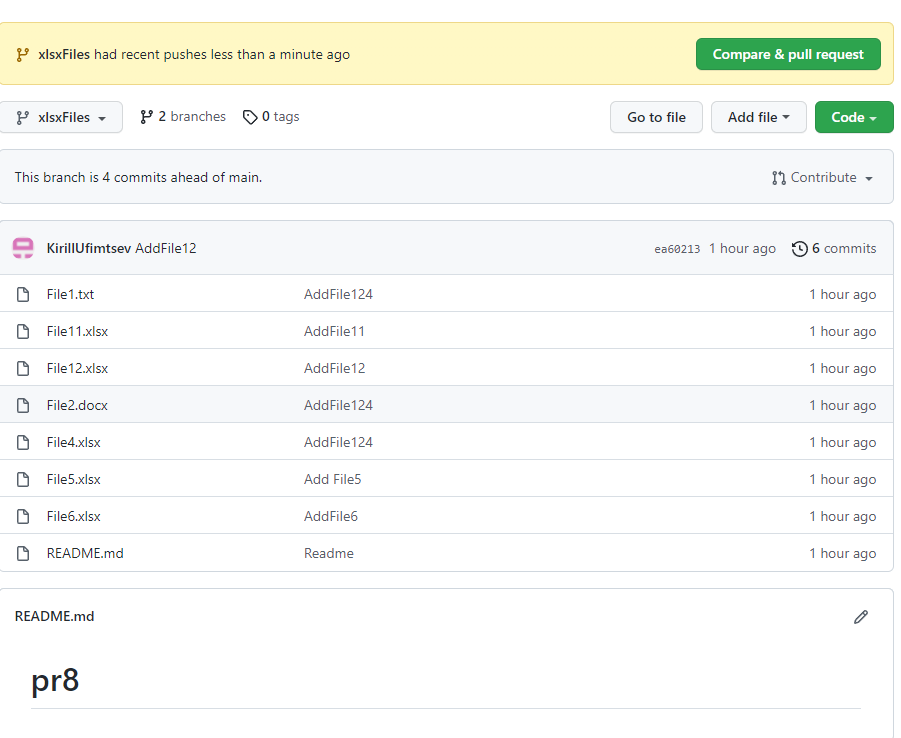 xlsxFiles had recent pushes less than a minute ago Compare & pull request
xlsxFiles 2 branches 0 tags Go to file Add file Code
This branch is 4 commits ahead of main. Contribute
KirillUfimtsev AddFile12 ea60213 1 hour ago 6 commits
File1.txt AddFile124 1 hour ago
File11.xlsx AddFile11 1 hour ago
File12.xlsx AddFile12 1 hour ago
File2.docx AddFile124 1 hour ago
File4.xlsx AddFile124 1 hour ago
File5.xlsx Add File5 1 hour ago
File6.xlsx AddFile6 1 hour ago
README.md Readme 1 hour ago
README.md
pr8